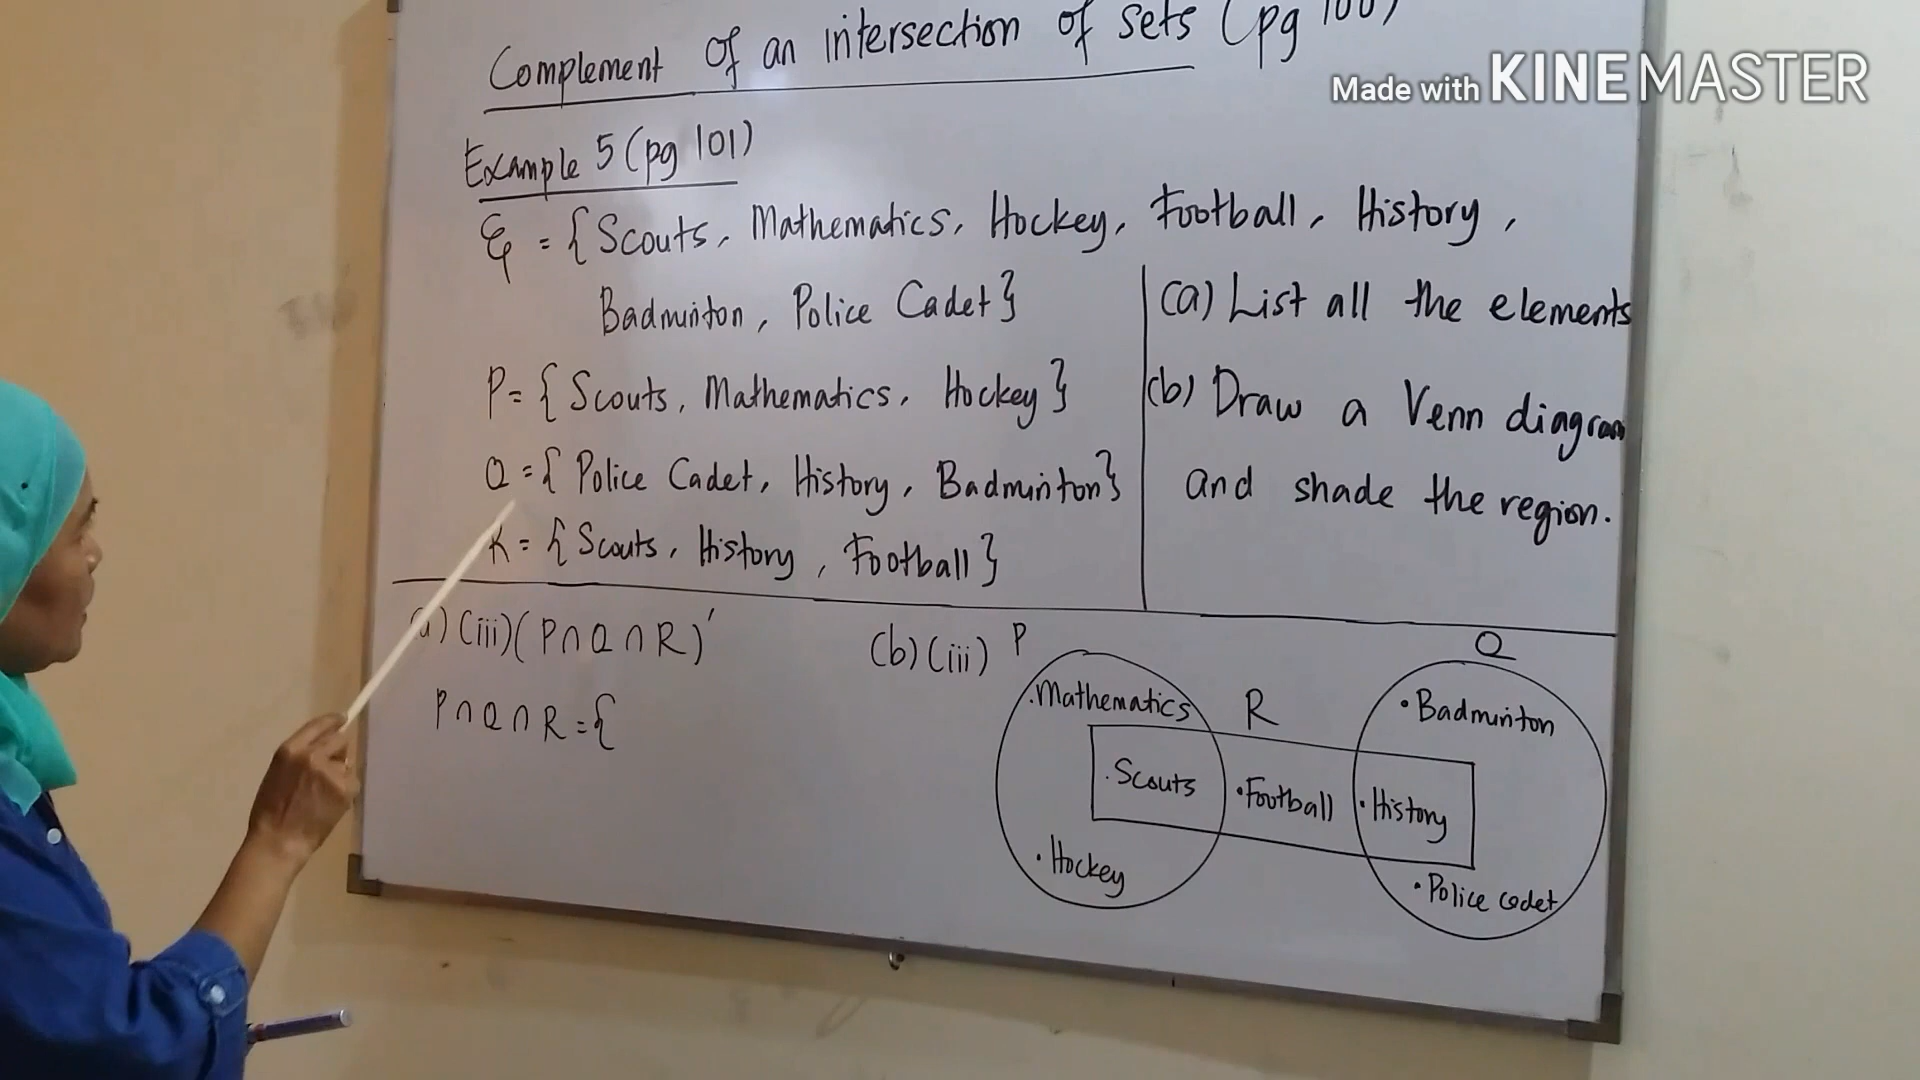 Complement of an intersection of sets (pg 100)
Made with KINEMASTER
Example 5 (pg 101)
ξ = { Scouts, Mathematics, Hockey, Football, History,
Badminton, Police Cadet }
P = { Scouts, Mathematics, Hockey }
Q = { Police Cadet, History, Badminton }
R = { Scouts, History, Football }
(a) List all the elements
(b) Draw a Venn diagram
and shade the region.
(a) (iii) (P ∩ Q ∩ R)'
P ∩ Q ∩ R = {
(b) (iii)
P
Q
R
·Mathematics
·Badminton
·Scouts
·Football
·History
·Hockey
·Police cadet